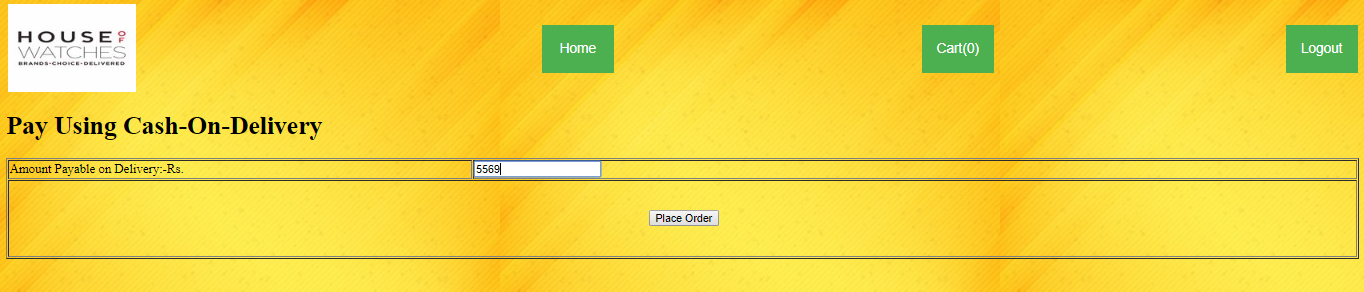 HOUSE OF
WATCHES
BRANDS•CHOICE•DELIVERED
Home
Cart(0)
Logout
Pay Using Cash-On-Delivery
Amount Payable on Delivery:-Rs. 5569
Place Order